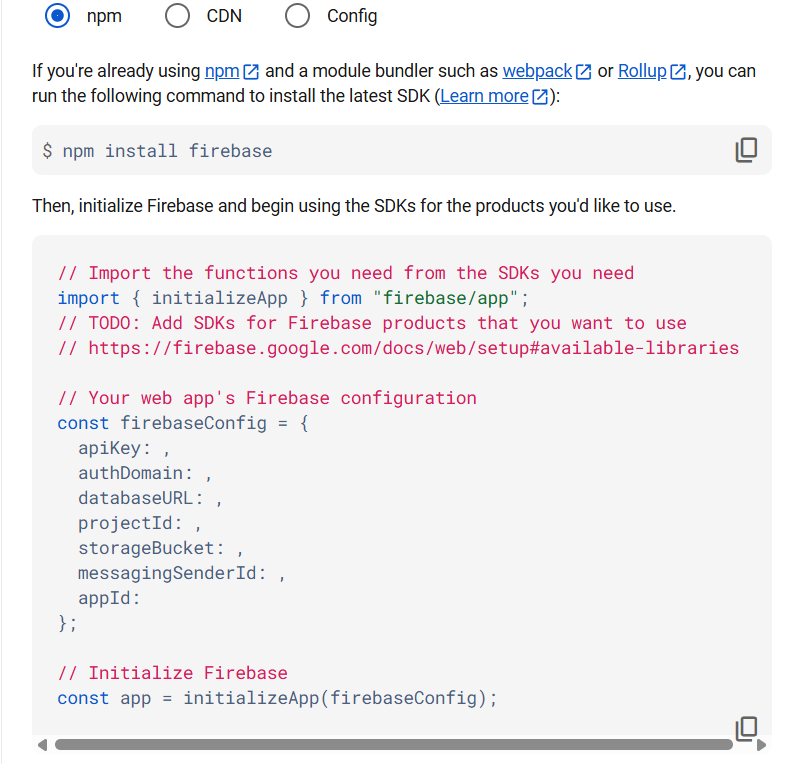 npm CDN Config
If you're already using npm and a module bundler such as webpack or Rollup, you can
run the following command to install the latest SDK (Learn more):
$ npm install firebase
Then, initialize Firebase and begin using the SDKs for the products you'd like to use.
// Import the functions you need from the SDKs you need
import { initializeApp } from "firebase/app";
// TODO: Add SDKs for Firebase products that you want to use
// https://firebase.google.com/docs/web/setup#available-libraries
// Your web app's Firebase configuration
const firebaseConfig = {
  apiKey: ,
  authDomain: ,
  databaseURL: ,
  projectId: ,
  storageBucket: ,
  messagingSenderId: ,
  appId:
};
// Initialize Firebase
const app = initializeApp(firebaseConfig);